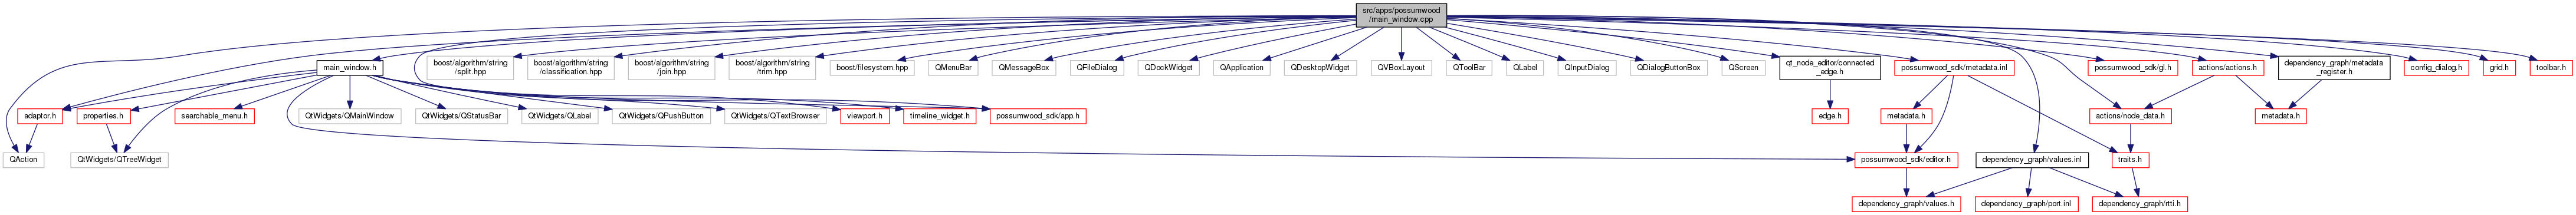 src/apps/possumwood
/main_window.cpp
main_window.h
boost/algorithm/string
/split.hpp
boost/algorithm/string
/classification.hpp
boost/algorithm/string
/join.hpp
boost/algorithm/string
/trim.hpp
boost/filesystem.hpp
QMenuBar
QMessageBox
QFileDialog
QDockWidget
QApplication
QDesktopWidget
QVBoxLayout
QToolBar
QLabel
QInputDialog
QDialogButtonBox
QScreen
qt_node_editor/connected
_edge.h
possumwood_sdk/metadata.inl
possumwood_sdk/gl.h
actions/actions.h
dependency_graph/metadata
_register.h
config_dialog.h
grid.h
toolbar.h
adaptor.h
properties.h
searchable_menu.h
QtWidgets/QMainWindow
QtWidgets/QStatusBar
QtWidgets/QLabel
QtWidgets/QPushButton
QtWidgets/QTextBrowser
viewport.h
timeline_widget.h
possumwood_sdk/app.h
edge.h
metadata.h
actions/node_data.h
metadata.h
QAction
QtWidgets/QTreeWidget
possumwood_sdk/editor.h
dependency_graph/values.inl
traits.h
dependency_graph/values.h
dependency_graph/port.inl
dependency_graph/rtti.h